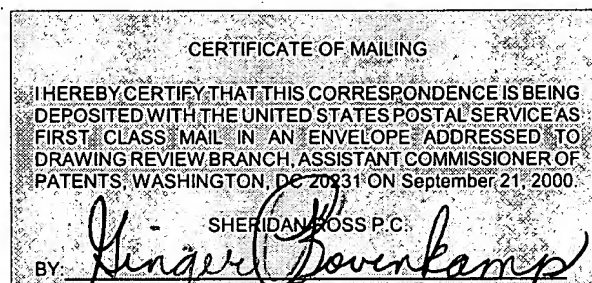 CERTIFICATE OF MAILING
I HEREBY CERTIFY THAT THIS CORRESPONDENCE IS BEING
DEPOSITED WITH THE UNITED STATES POSTAL SERVICE AS
FIRST CLASS MAIL IN AN ENVELOPE ADDRESSED TO
DRAWING REVIEW BRANCH, ASSISTANT COMMISSIONER OF
PATENTS, WASHINGTON, DC 20231 ON September 21, 2000.
SHERIDAN ROSS P.C.
BY: Ginger Bovenkamp